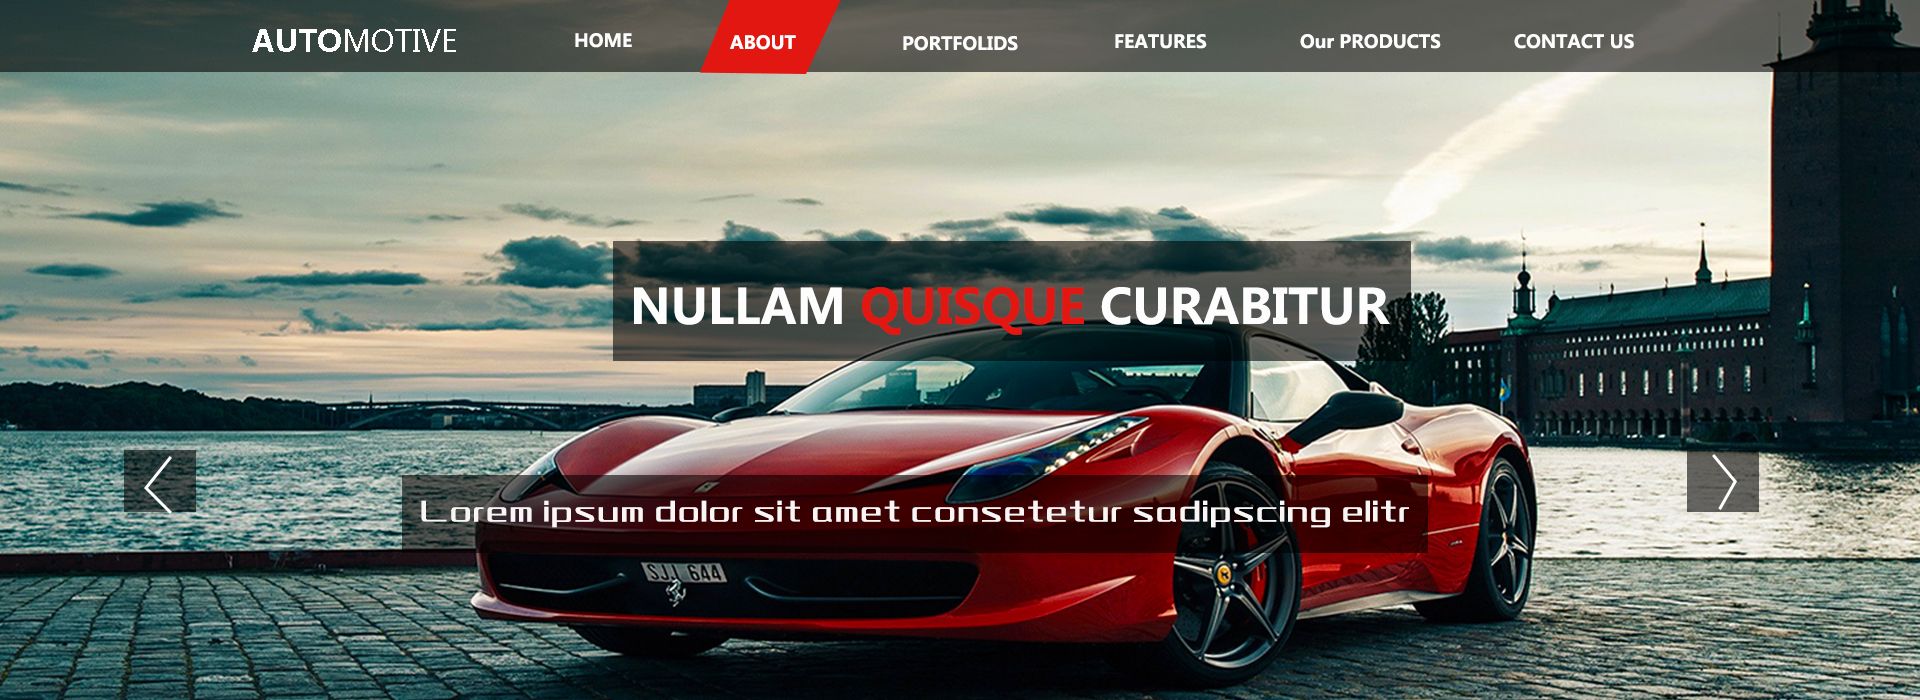 AUTOMOTIVE HOME ABOUT PORTFOLIDS FEATURES Our PRODUCTS CONTACT US
NULLAM QUISQUE CURABITUR
Lorem ipsum dolor sit amet consetetur sadipscing elitr
SJJ 644